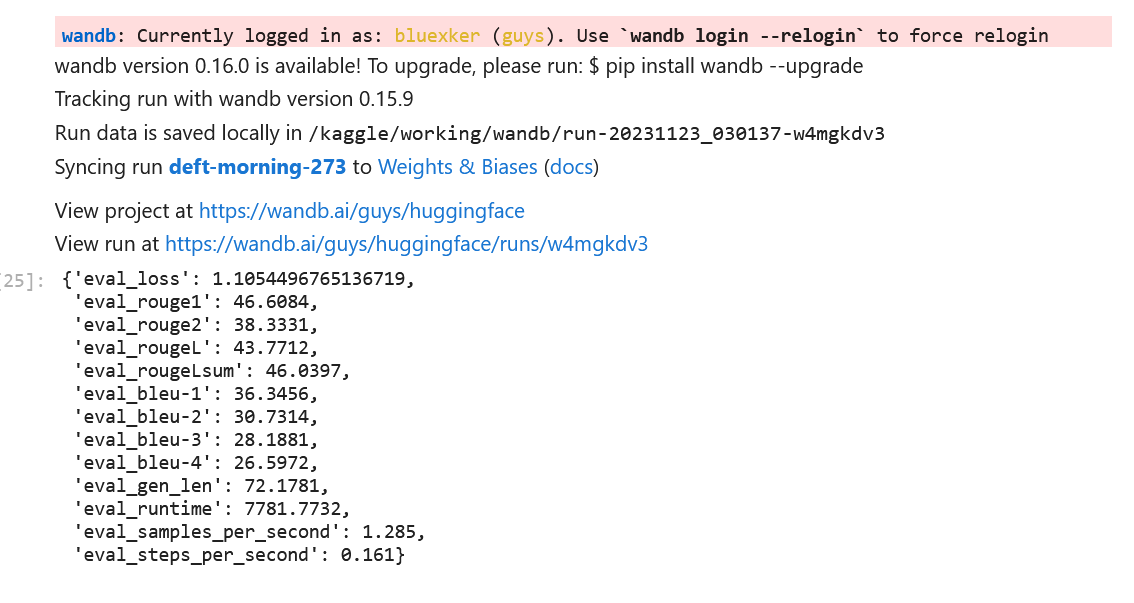 wandb: Currently logged in as: bluexker (guys). Use `wandb login --relogin` to force relogin
wandb version 0.16.0 is available! To upgrade, please run: $ pip install wandb --upgrade
Tracking run with wandb version 0.15.9
Run data is saved locally in /kaggle/working/wandb/run-20231123_030137-w4mgkdv3
Syncing run deft-morning-273 to Weights & Biases (docs)
View project at https://wandb.ai/guys/huggingface
View run at https://wandb.ai/guys/huggingface/runs/w4mgkdv3
25]: {'eval_loss': 1.1054496765136719,
'eval_rouge1': 46.6084,
'eval_rouge2': 38.3331,
'eval_rougeL': 43.7712,
'eval_rougeLsum': 46.0397,
'eval_bleu-1': 36.3456,
'eval_bleu-2': 30.7314,
'eval_bleu-3': 28.1881,
'eval_bleu-4': 26.5972,
'eval_gen_len': 72.1781,
'eval_runtime': 7781.7732,
'eval_samples_per_second': 1.285,
'eval_steps_per_second': 0.161}